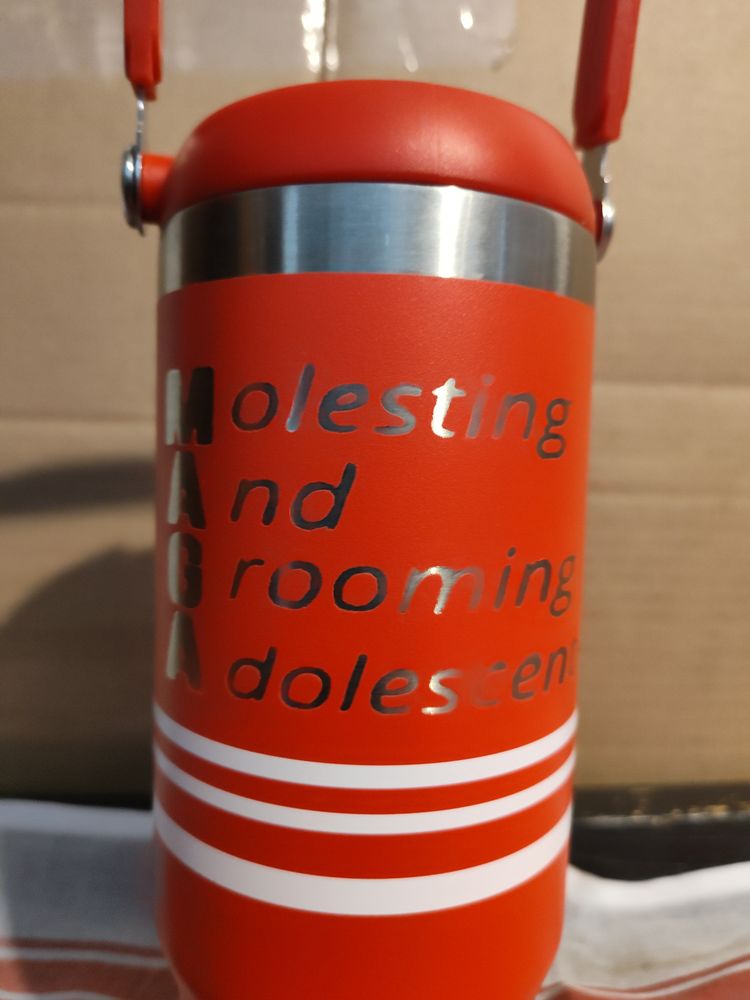 Molesting
And
Grooming
Adolescent